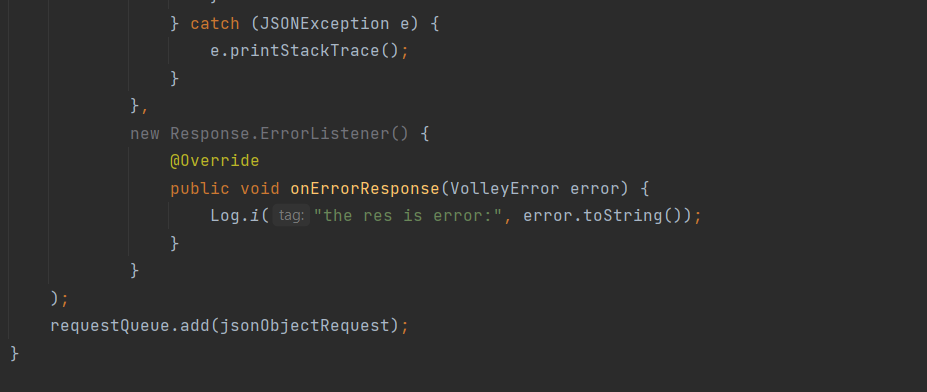 } catch (JSONException e) {
e.printStackTrace();
}
},
new Response.ErrorListener() {
@Override
public void onErrorResponse(VolleyError error) {
Log.i( tag: "the res is error:", error.toString());
}
}
);
requestQueue.add(jsonObjectRequest);
}